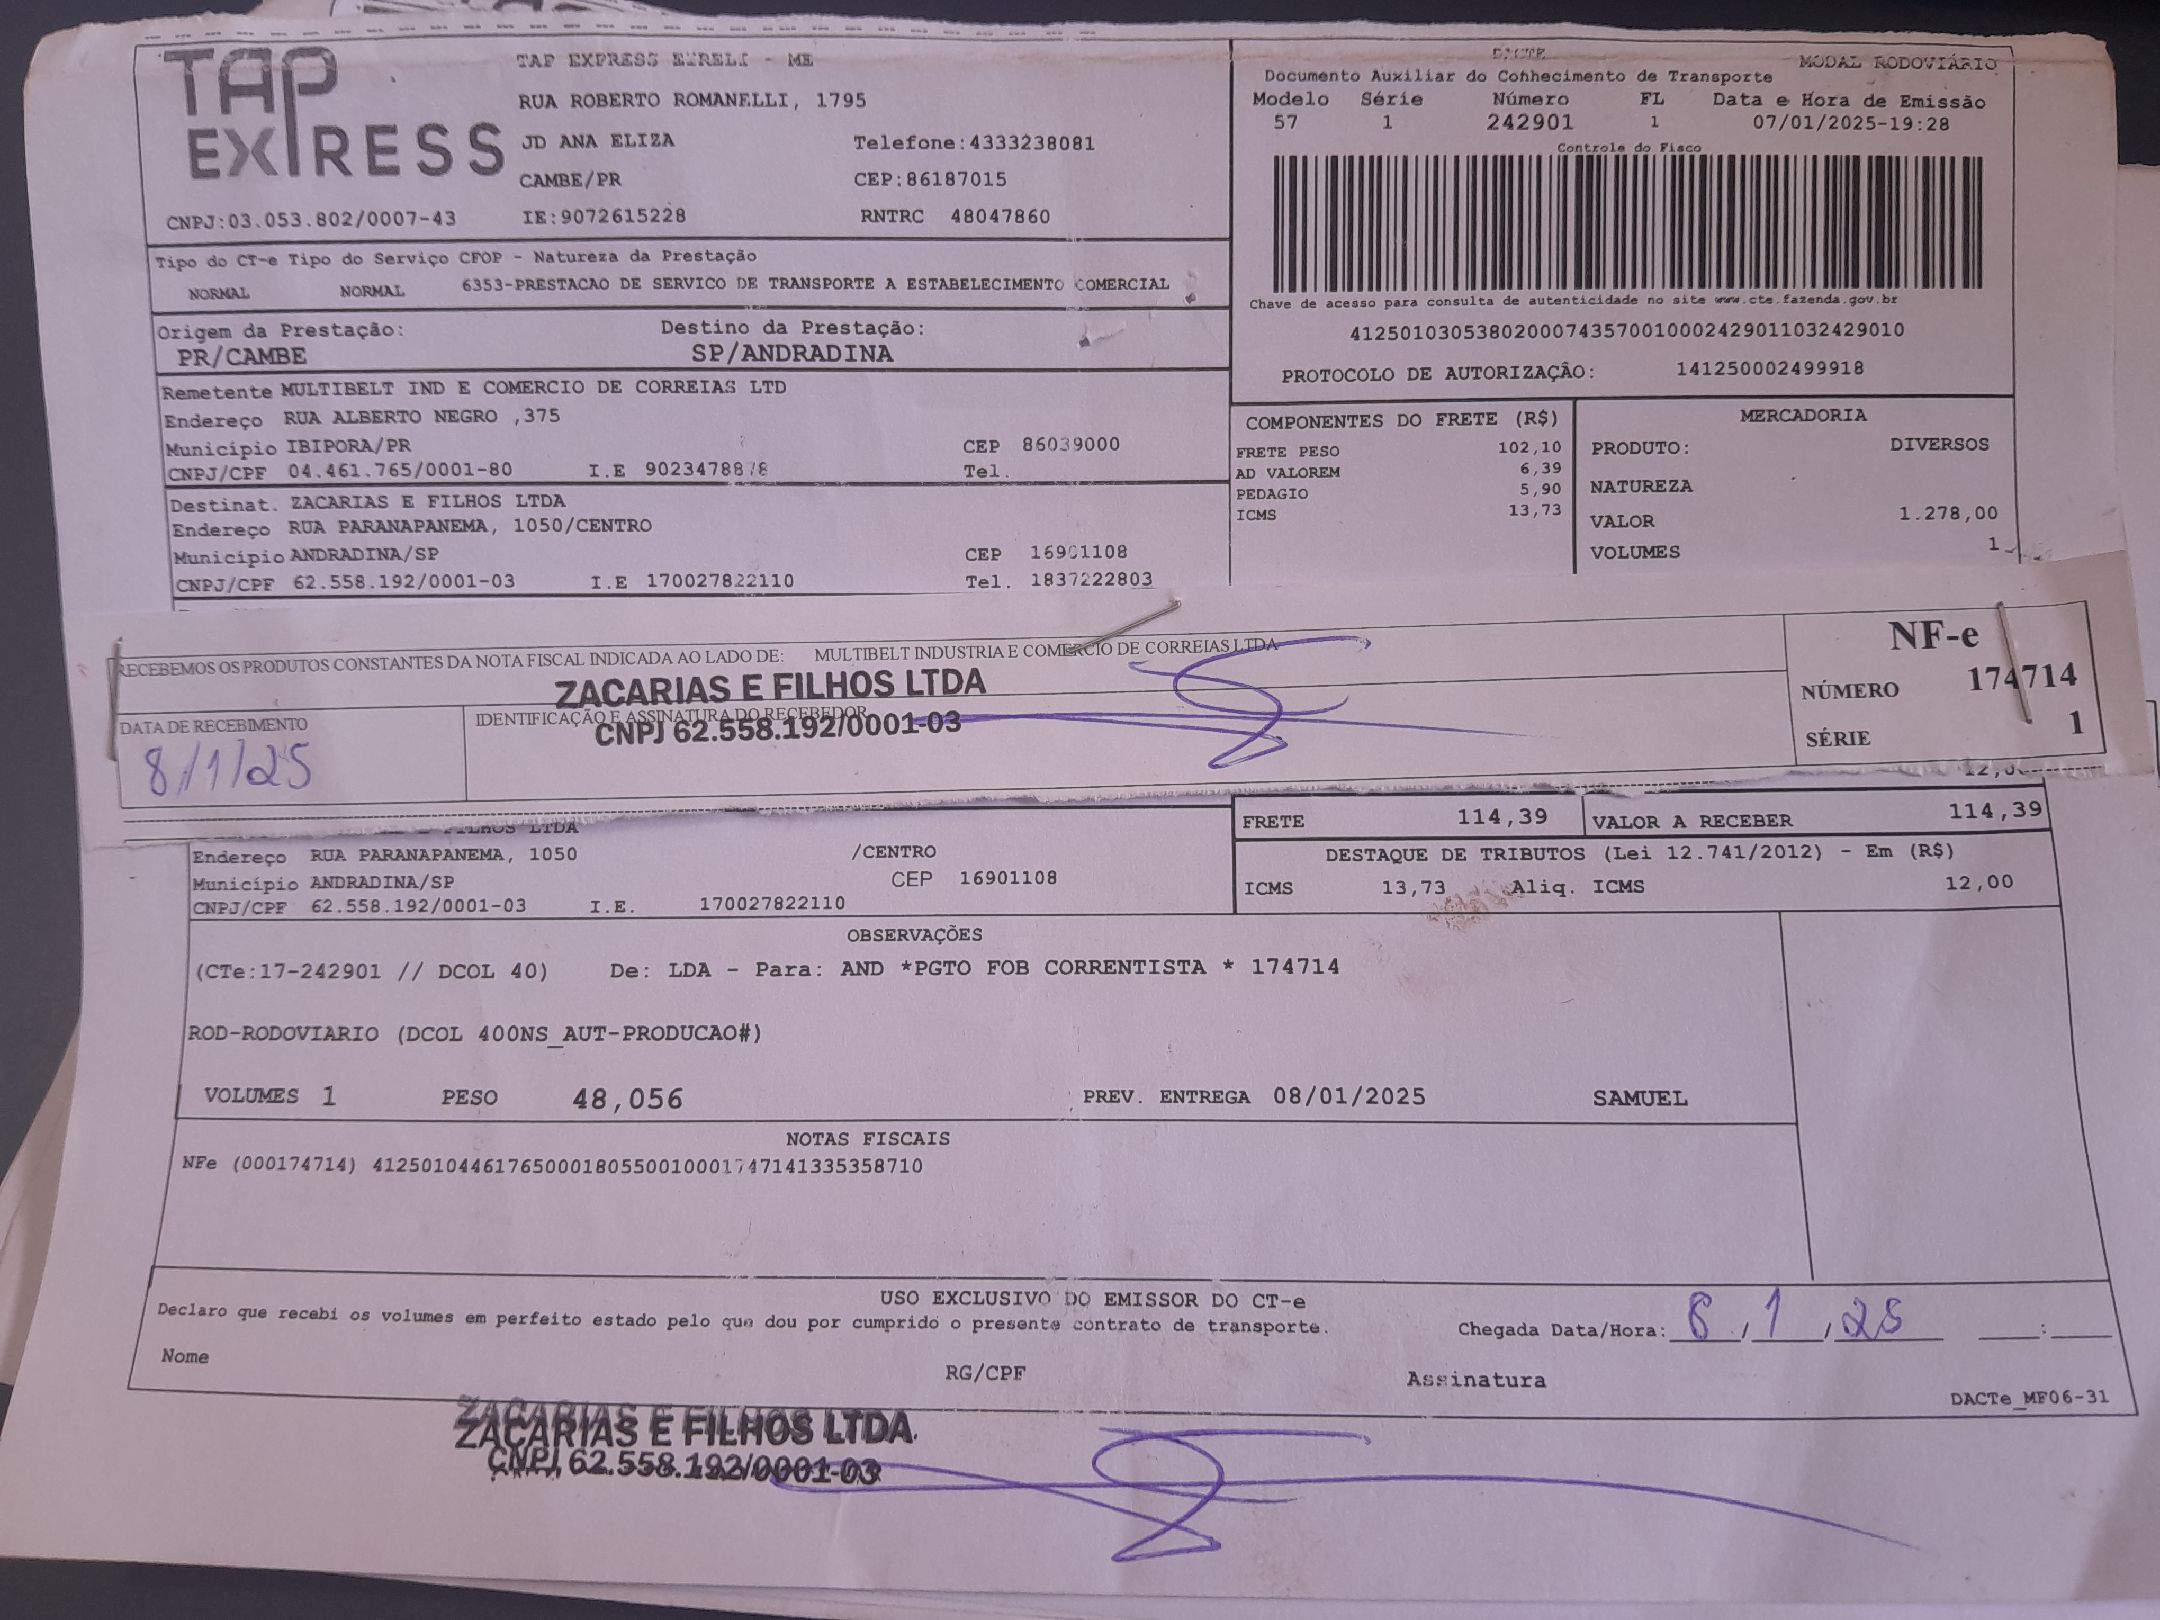 TAP EXPRESS
TAP EXPRESS EIRELI - ME
RUA ROBERTO ROMANELLI, 1795
JD ANA ELIZA Telefone:4333238081
CAMBE/PR CEP:86187015
CNPJ:03.053.802/0007-43 IE:9072615228 RNTRC 48047860
DACTE MODAL RODOVIÁRIO
Documento Auxiliar do Conhecimento de Transporte
Modelo Série Número FL Data e Hora de Emissão
57 1 242901 1 07/01/2025-19:28
Controle do Fisco
Chave de acesso para consulta de autenticidade no site www.cte.fazenda.gov.br
41250103053802000743570010002429011032429010
PROTOCOLO DE AUTORIZAÇÃO: 141250002499918
Tipo do CT-e Tipo do Serviço CFOP - Natureza da Prestação
NORMAL NORMAL 6353-PRESTACAO DE SERVICO DE TRANSPORTE A ESTABELECIMENTO COMERCIAL
Origem da Prestação: Destino da Prestação:
PR/CAMBE SP/ANDRADINA
Remetente MULTIBELT IND E COMERCIO DE CORREIAS LTD
Endereço RUA ALBERTO NEGRO ,375
Município IBIPORA/PR CEP 86039000
CNPJ/CPF 04.461.765/0001-80 I.E 9023478878 Tel.
Destinat. ZACARIAS E FILHOS LTDA
Endereço RUA PARANAPANEMA, 1050/CENTRO
Município ANDRADINA/SP CEP 16901108
CNPJ/CPF 62.558.192/0001-03 I.E 170027822110 Tel. 1837222803
COMPONENTES DO FRETE (R$)
FRETE PESO 102,10
AD VALOREM 6,39
PEDAGIO 5,90
ICMS 13,73
MERCADORIA
PRODUTO: DIVERSOS
NATUREZA
VALOR 1.278,00
VOLUMES 1
RECEBEMOS OS PRODUTOS CONSTANTES DA NOTA FISCAL INDICADA AO LADO DE: MULTIBELT INDUSTRIA E COMERCIO DE CORREIAS LTDA
ZACARIAS E FILHOS LTDA
DATA DE RECEBIMENTO IDENTIFICAÇÃO E ASSINATURA DO RECEBEDOR
CNPJ 62.558.192/0001-03
8/1/25
NF-e
NÚMERO 174714
SÉRIE 1
FILHOS LTDA
Endereço RUA PARANAPANEMA, 1050 /CENTRO
Município ANDRADINA/SP CEP 16901108
CNPJ/CPF 62.558.192/0001-03 I.E. 170027822110
FRETE 114,39 VALOR A RECEBER 114,39
DESTAQUE DE TRIBUTOS (Lei 12.741/2012) - Em (R$)
ICMS 13,73 Aliq. ICMS 12,00
OBSERVAÇÕES
(CTe:17-242901 // DCOL 40) De: LDA - Para: AND *PGTO FOB CORRENTISTA * 174714
ROD-RODOVIARIO (DCOL 400NS_AUT-PRODUCAO#)
VOLUMES 1 PESO 48,056 PREV. ENTREGA 08/01/2025 SAMUEL
NOTAS FISCAIS
NFe (000174714) 41250104461765000180550010001747141335358710
USO EXCLUSIVO DO EMISSOR DO CT-e
Declaro que recebi os volumes em perfeito estado pelo que dou por cumprido o presente contrato de transporte.
Chegada Data/Hora: 8 / 1 / 25 :
Nome RG/CPF Assinatura
DACTe_MF06-31
ZACARIAS E FILHOS LTDA
CNPJ 62.558.192/0001-03